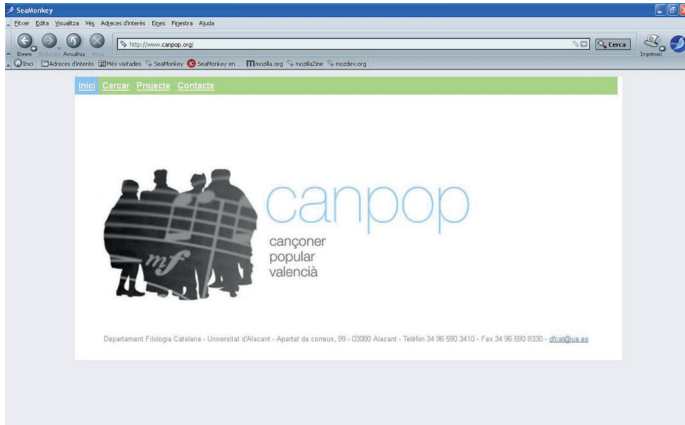 SeaMonkey
Fitxer Edita Visualitza Vés Adreces d'interès Eines Finestra Ajuda
Enrere Actualitza Atura
http://www.canpop.org/ Cerca Imprimeix
Inici Adreces d'interès Més visitades SeaMonkey SeaMonkey en ... mozilla.org mozillaZine mozdev.org
Inici Cercar Projecte Contacte
canpop
cançoner
popular
valencià
mf
Departament Filologia Catalana - Universitat d'Alacant - Apartat de correus, 99 - 03080 Alacant - Telèfon 34 96 590 3410 - Fax 34 96 590 9330 - dfcat@ua.es